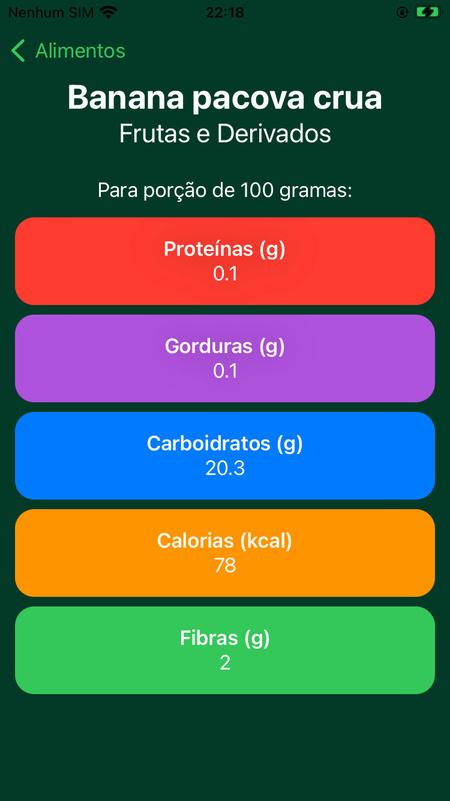 Nenhum SIM 22:18
Alimentos
Banana pacova crua
Frutas e Derivados
Para porção de 100 gramas:
Proteínas (g)
0.1
Gorduras (g)
0.1
Carboidratos (g)
20.3
Calorias (kcal)
78
Fibras (g)
2